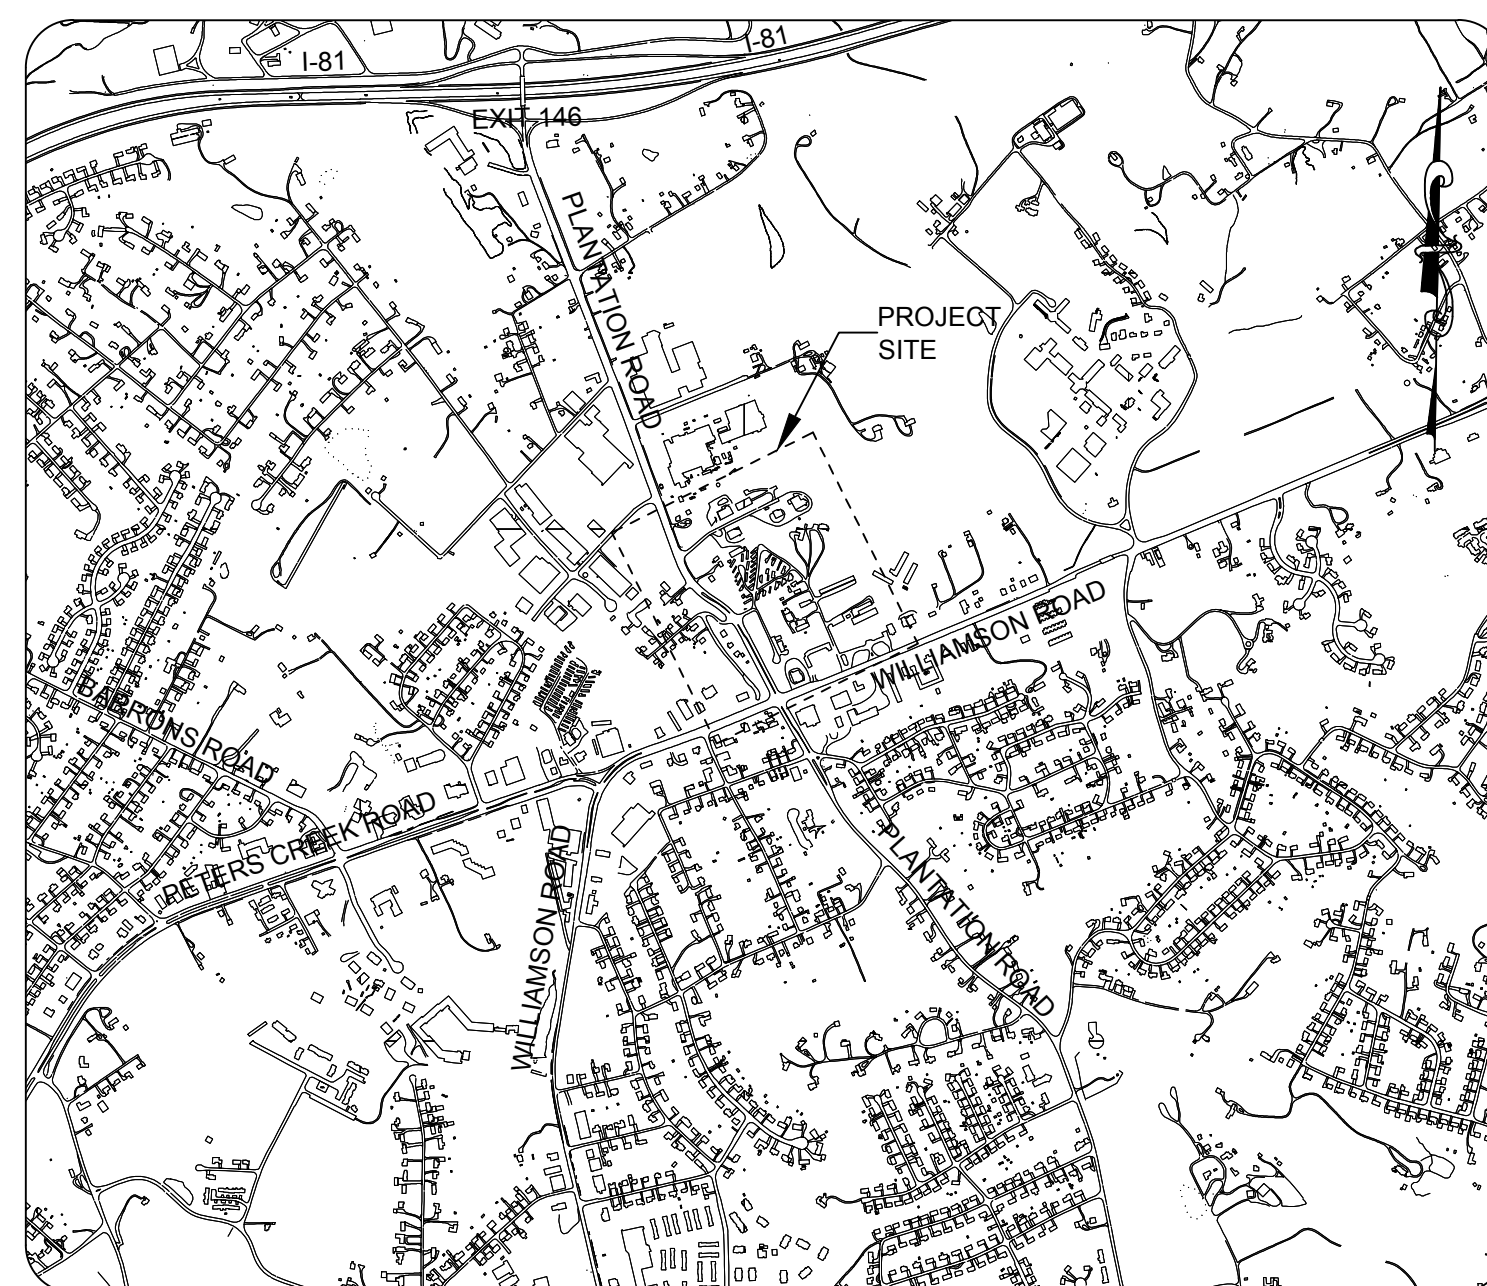 I-81
I-81
EXIT 146
PLANTATION ROAD
PROJECT
SITE
WILLIAMSON ROAD
BARRONS ROAD
PETERS CREEK ROAD
WILLIAMSON ROAD
PLANTATION ROAD